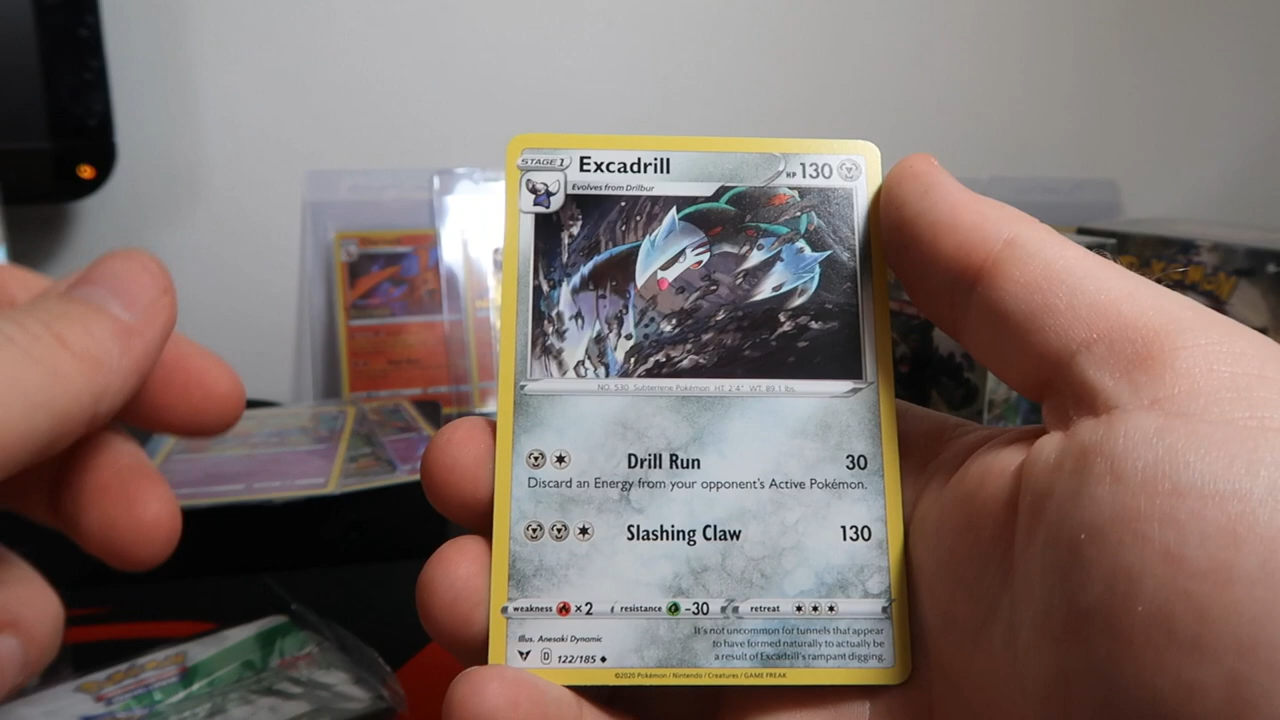 STAGE 1 Excadrill HP 130
Evolves from Drilbur
NO. 530 Subterrene Pokémon HT: 2'4" WT: 89.1 lbs.
Drill Run 30
Discard an Energy from your opponent's Active Pokémon.
Slashing Claw 130
weakness ×2 resistance -30 retreat
Illus. Anesaki Dynamic
It's not uncommon for tunnels that appear
to have formed naturally to actually be
a result of Excadrill's rampant digging.
D 122/185
©2020 Pokémon / Nintendo / Creatures / GAME FREAK
POKÉMON